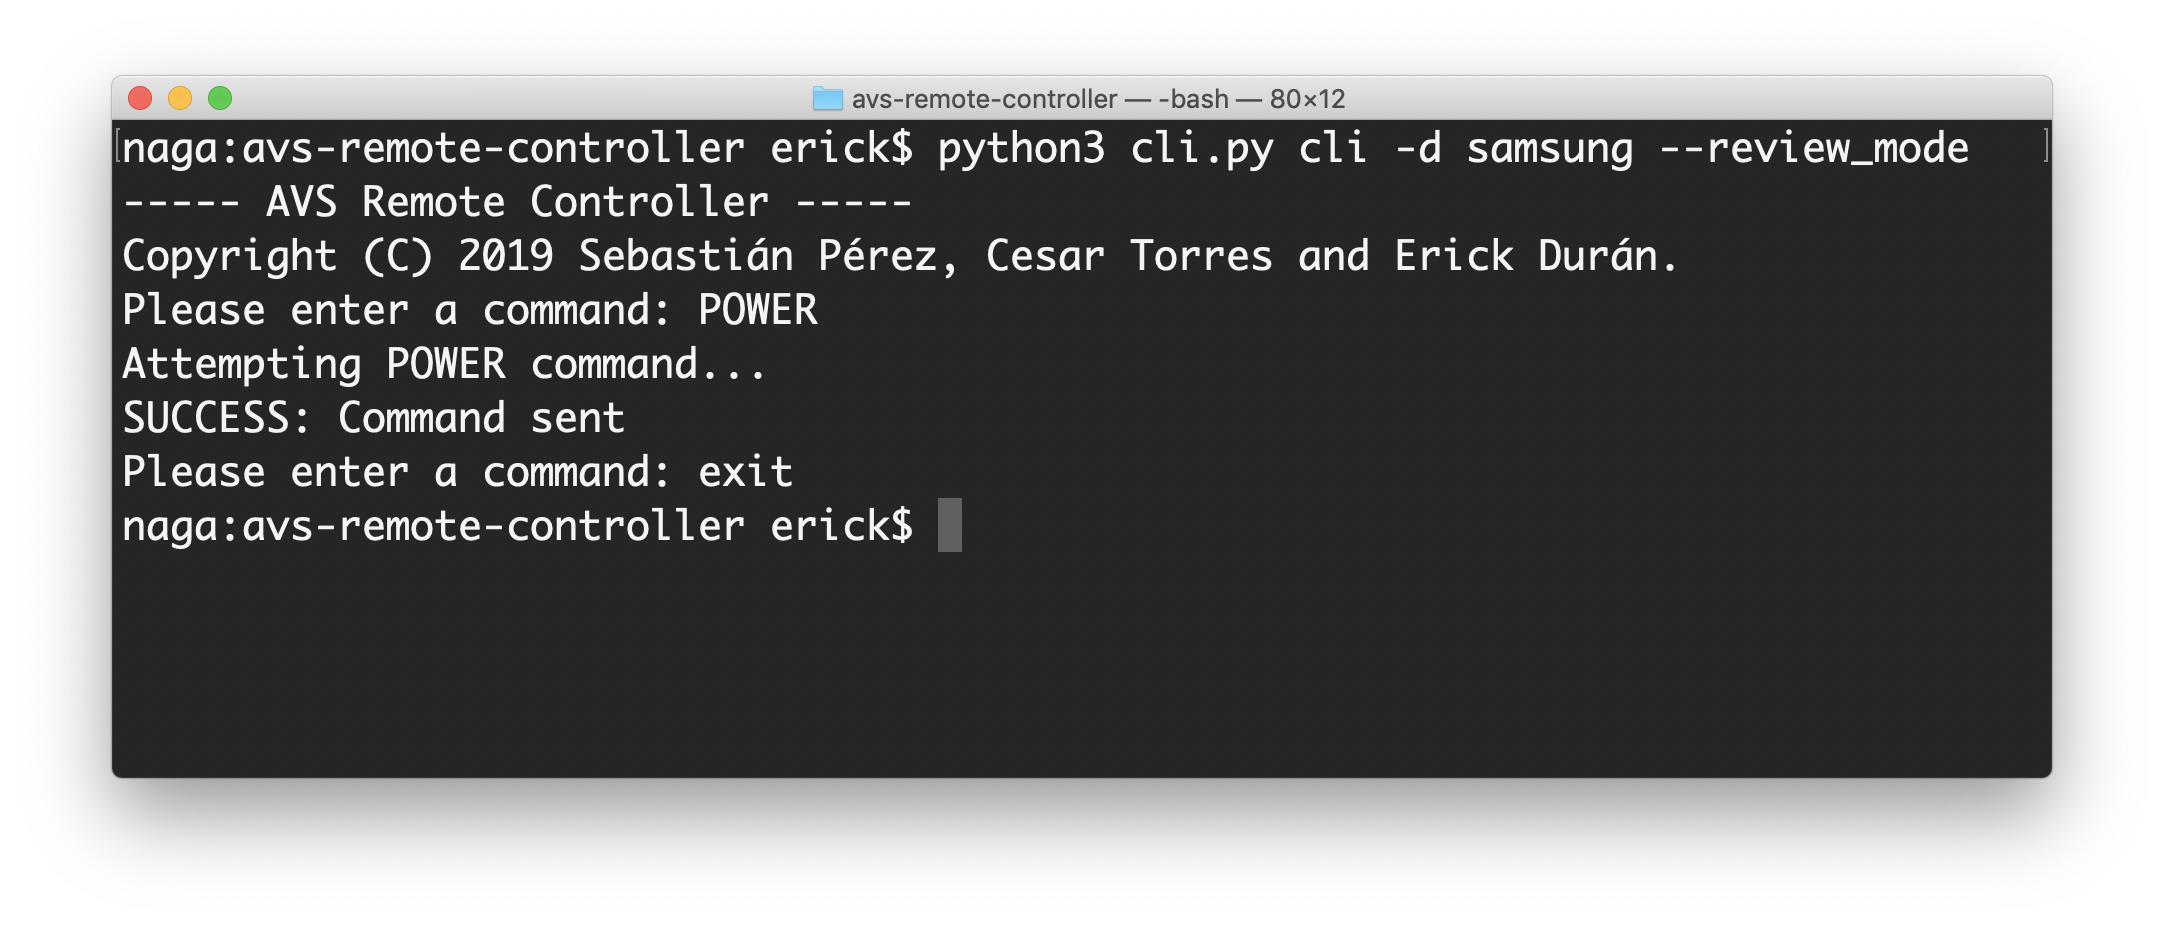 avs-remote-controller — -bash — 80×12
naga:avs-remote-controller erick$ python3 cli.py cli -d samsung --review_mode
----- AVS Remote Controller -----
Copyright (C) 2019 Sebastián Pérez, Cesar Torres and Erick Durán.
Please enter a command: POWER
Attempting POWER command...
SUCCESS: Command sent
Please enter a command: exit
naga:avs-remote-controller erick$